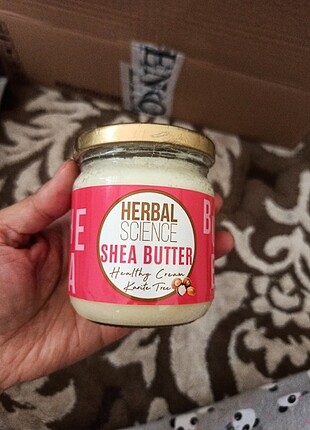 HERBAL
SCIENCE
SHEA BUTTER
Healthy Cream
Karite Tree